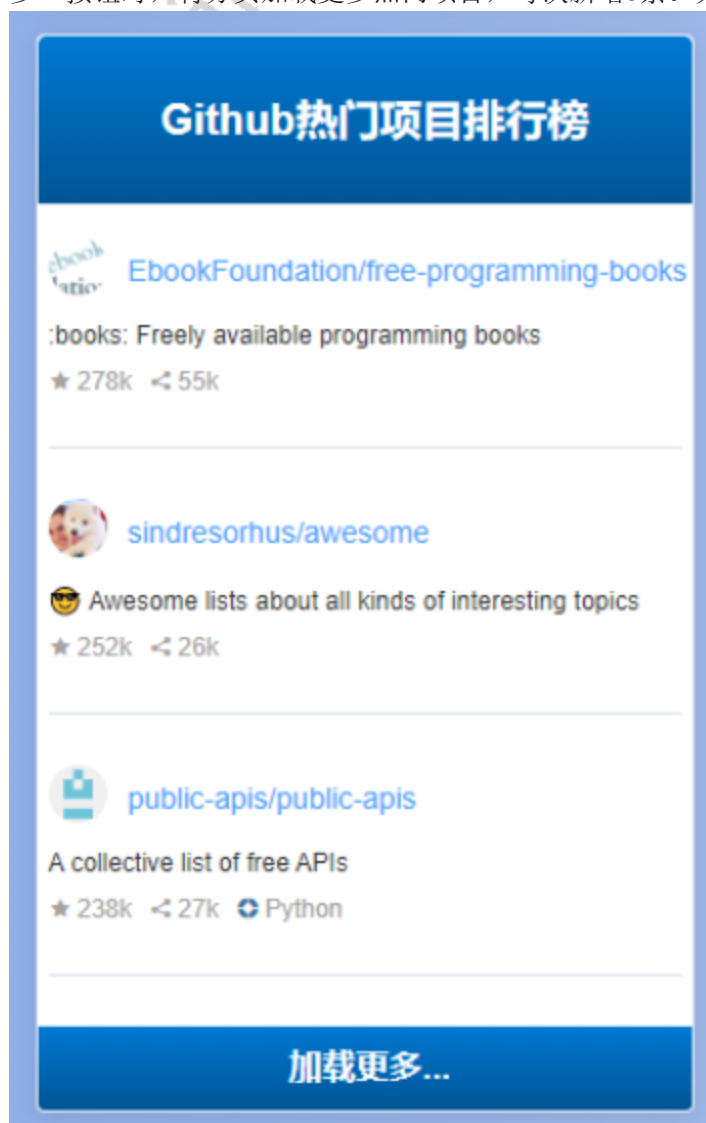 Github热门项目排行榜
ebook
EbookFoundation/free-programming-books
:books: Freely available programming books
278k 55k
sindresorhus/awesome
Awesome lists about all kinds of interesting topics
252k 26k
public-apis/public-apis
A collective list of free APIs
238k 27k Python
加载更多...